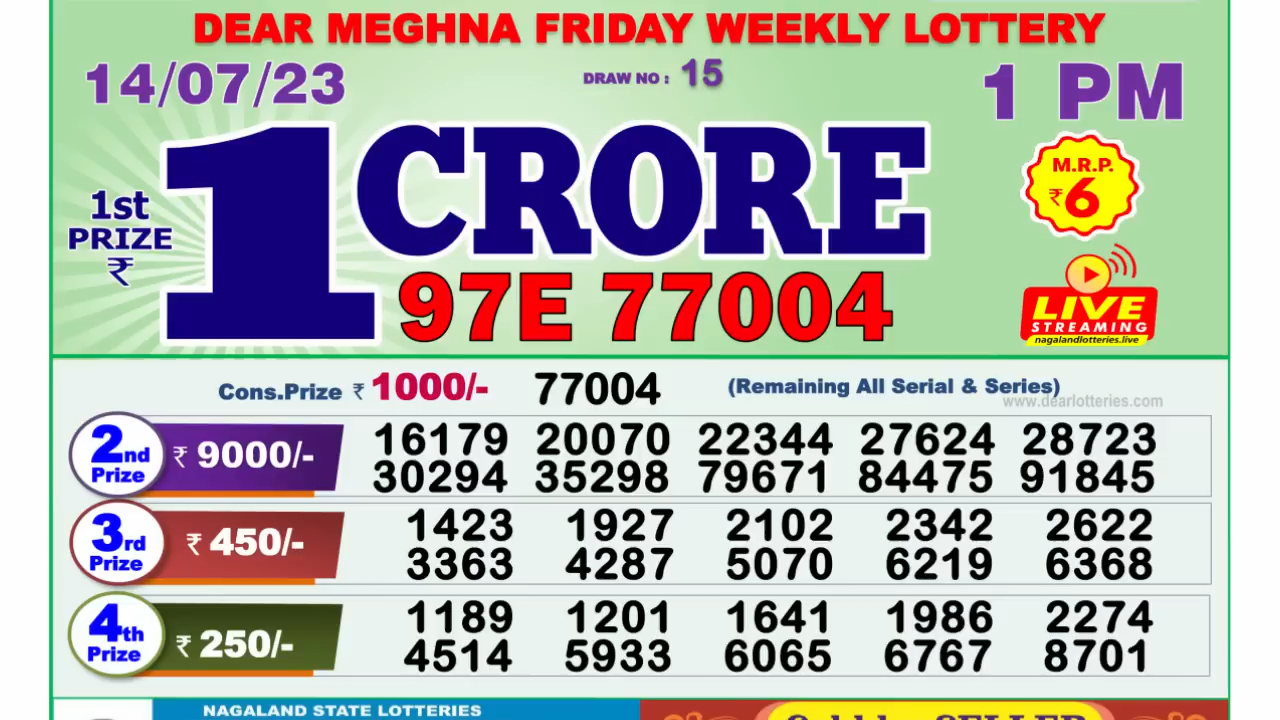 DEAR MEGHNA FRIDAY WEEKLY LOTTERY
14/07/23
DRAW NO : 15
1 PM
1st
PRIZE
₹
1 CRORE
97E 77004
M.R.P.
₹6
LIVE
STREAMING
nagalandlotteries.live
Cons.Prize ₹ 1000/- 77004 (Remaining All Serial & Series)
www.dearlotteries.com
2nd
Prize
₹ 9000/-
16179 20070 22344 27624 28723
30294 35298 79671 84475 91845
3rd
Prize
₹ 450/-
1423 1927 2102 2342 2622
3363 4287 5070 6219 6368
4th
Prize
₹ 250/-
1189 1201 1641 1986 2274
4514 5933 6065 6767 8701
NAGALAND STATE LOTTERIES
SELLER